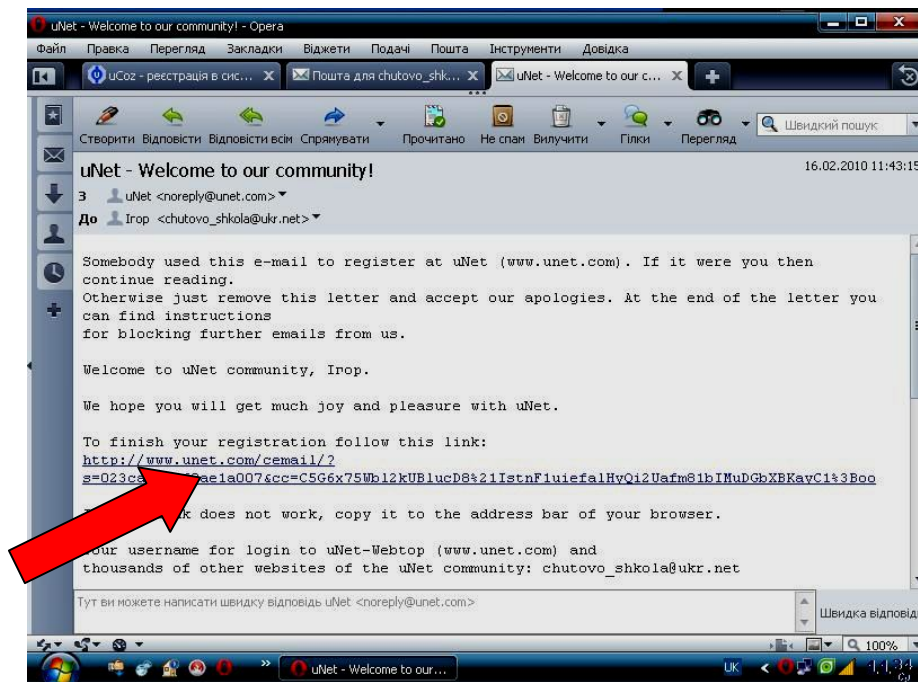 uNet - Welcome to our community! - Opera
Файл Правка Перегляд Закладки Віджети Подачі Пошта Інструменти Довідка
uCoz - реєстрація в сис... X Пошта для chutovo_shk... X uNet - Welcome to our c... X
Створити Відповісти Відповісти всім Спрямувати Прочитано Не спам Вилучити Гілки Перегляд Швидкий пошук
uNet - Welcome to our community! 16.02.2010 11:43:15
З uNet <noreply@unet.com>
До Ігор <chutovo_shkola@ukr.net>
Somebody used this e-mail to register at uNet (www.unet.com). If it were you then
continue reading.
Otherwise just remove this letter and accept our apologies. At the end of the letter you
can find instructions
for blocking further emails from us.
Welcome to uNet community, Ігор.
We hope you will get much joy and pleasure with uNet.
To finish your registration follow this link:
http://www.unet.com/cemail/?
does not work, copy it to the address bar of your browser.
username for login to uNet-Webtop (www.unet.com) and
thousands of other websites of the uNet community: chutovo_shkola@ukr.net
Тут ви можете написати швидку відповідь uNet <noreply@unet.com>
Швидка відповідь
100%
uNet - Welcome to our...
UK